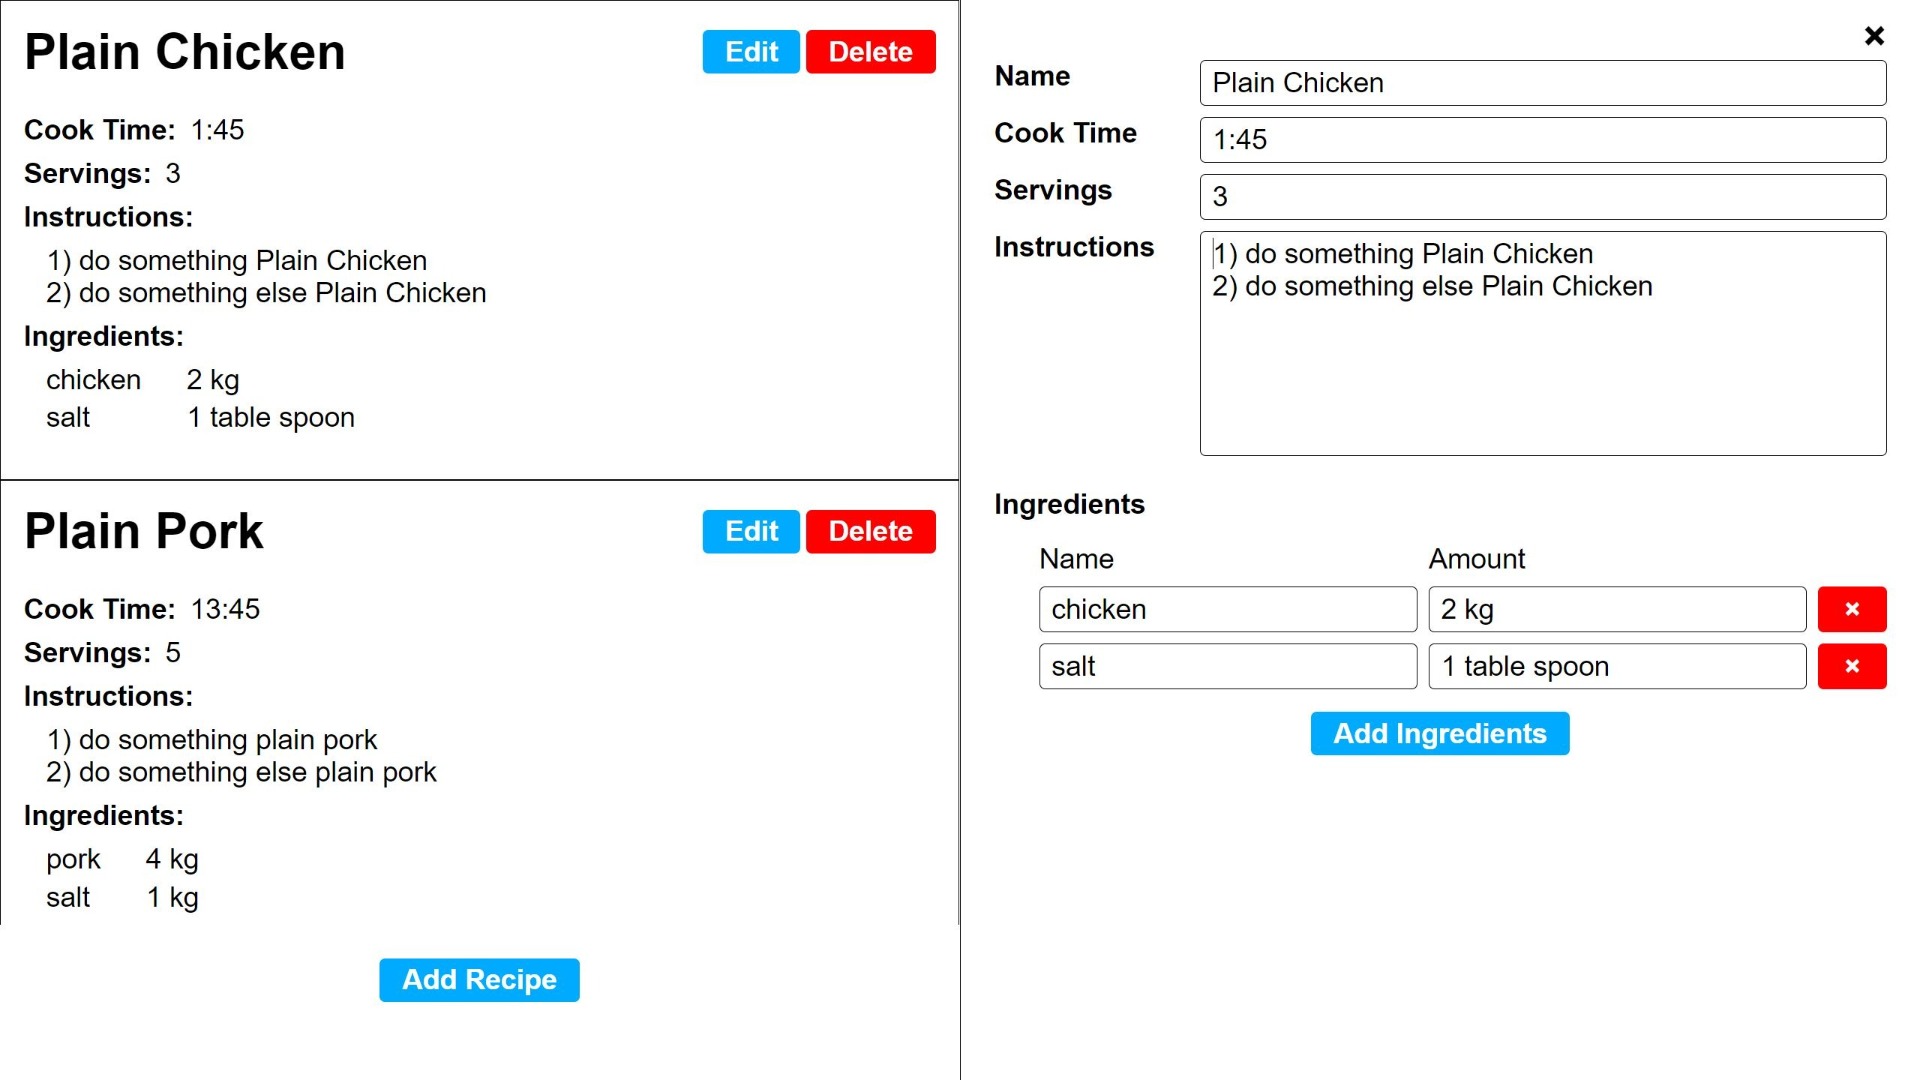 Plain Chicken
Edit
Delete
Cook Time: 1:45
Servings: 3
Instructions:
1) do something Plain Chicken
2) do something else Plain Chicken
Ingredients:
chicken 2 kg
salt 1 table spoon
Plain Pork
Edit
Delete
Cook Time: 13:45
Servings: 5
Instructions:
1) do something plain pork
2) do something else plain pork
Ingredients:
pork 4 kg
salt 1 kg
Add Recipe
×
Name Plain Chicken
Cook Time 1:45
Servings 3
Instructions 1) do something Plain Chicken
2) do something else Plain Chicken
Ingredients
Name Amount
chicken 2 kg ×
salt 1 table spoon ×
Add Ingredients